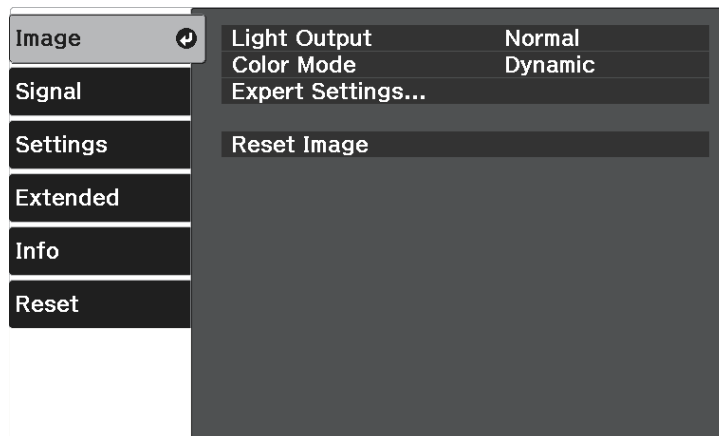 Image
Signal
Settings
Extended
Info
Reset
Light Output Normal
Color Mode Dynamic
Expert Settings...
Reset Image